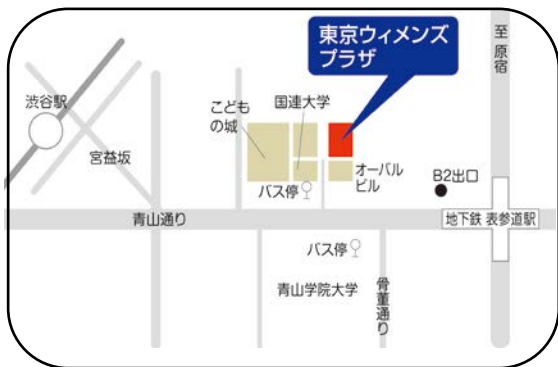 東京ウィメンズ
プラザ
至
原
宿
渋谷駅
こども
の城
国連大学
宮益坂
オーバル
ビル
B2出口
バス停
青山通り
地下鉄 表参道駅
バス停
青山学院大学
骨董通り